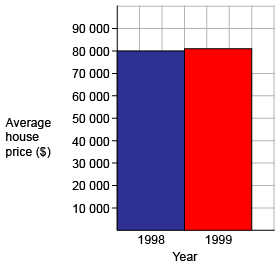 90 000
80 000
70 000
60 000
50 000
40 000
30 000
20 000
10 000
Average
house
price ($)
1998 1999
Year